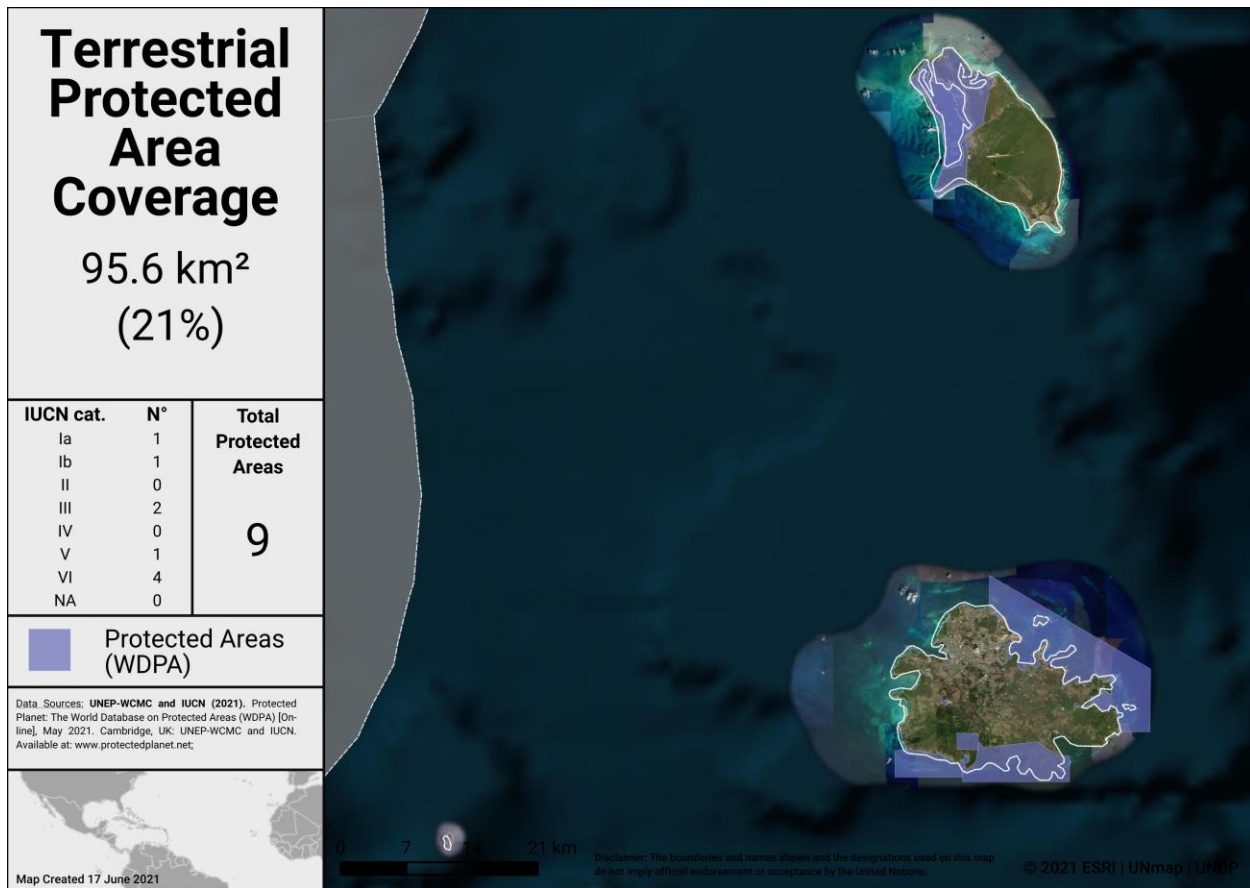 Terrestrial
Protected
Area
Coverage
95.6 km²
(21%)
IUCN cat. N°
Ia 1
Ib 1
II 0
III 2
IV 0
V 1
VI 4
NA 0
Total
Protected
Areas
9
Protected Areas
(WDPA)
Data Sources: UNEP-WCMC and IUCN (2021). Protected
Planet: The World Database on Protected Areas (WDPA) [On-
line], May 2021. Cambridge, UK: UNEP-WCMC and IUCN.
Available at: www.protectedplanet.net;
Map Created 17 June 2021
0 7 14 21 km
Disclaimer: The boundaries and names shown and the designations used on this map
do not imply official endorsement or acceptance by the United Nations.
© 2021 ESRI | UNmap | UNDP